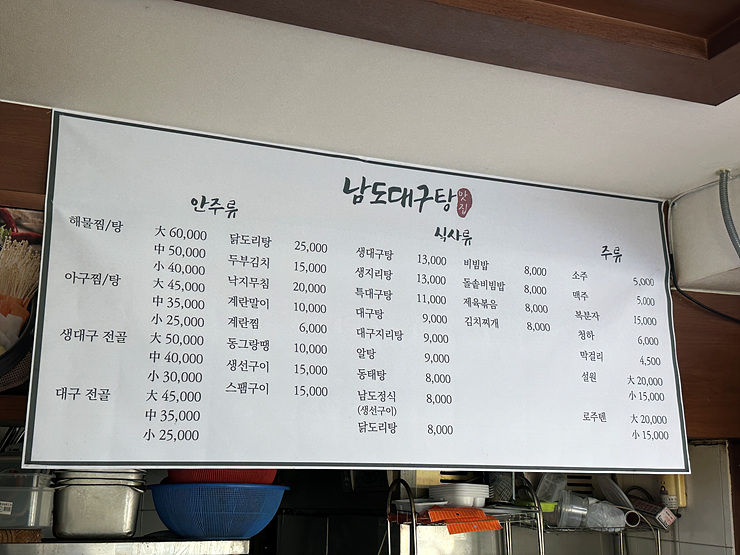 남도대구탕 맛집
안주류
해물찜/탕 大 60,000
中 50,000
小 40,000
아구찜/탕 大 45,000
中 35,000
小 25,000
생대구 전골 大 50,000
中 40,000
小 30,000
대구 전골 大 45,000
中 35,000
小 25,000
닭도리탕 25,000
두부김치 15,000
낙지무침 20,000
계란말이 10,000
계란찜 6,000
동그랑땡 10,000
생선구이 15,000
스팸구이 15,000
식사류
생대구탕 13,000
생지리탕 13,000
특대구탕 11,000
대구탕 9,000
대구지리탕 9,000
알탕 9,000
동태탕 8,000
남도정식 8,000
(생선구이)
닭도리탕 8,000
비빔밥 8,000
돌솥비빔밥 8,000
제육볶음 8,000
김치찌개 8,000
주류
소주 5,000
맥주 5,000
복분자 15,000
청하 6,000
막걸리 4,500
설원 大 20,000
小 15,000
로주텐 大 20,000
小 15,000